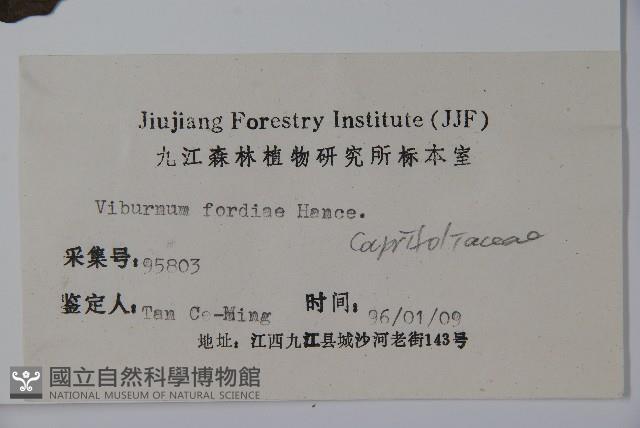 Jiujiang Forestry Institute (JJF)
九江森林植物研究所标本室
Viburnum fordiae Hance.
Caprifoliaceae
采集号: 95803
鉴定人: Tan Ce-Ming 时间: 96/01/09
地址: 江西九江县城沙河老街143号
國立自然科學博物館
NATIONAL MUSEUM OF NATURAL SCIENCE